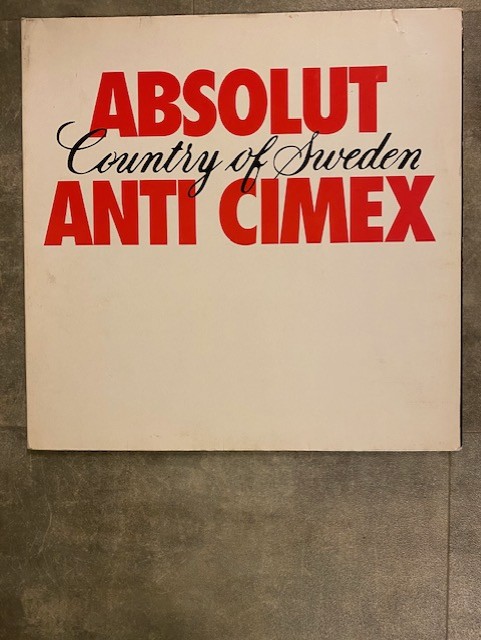 ABSOLUT
Country of Sweden
ANTI CIMEX